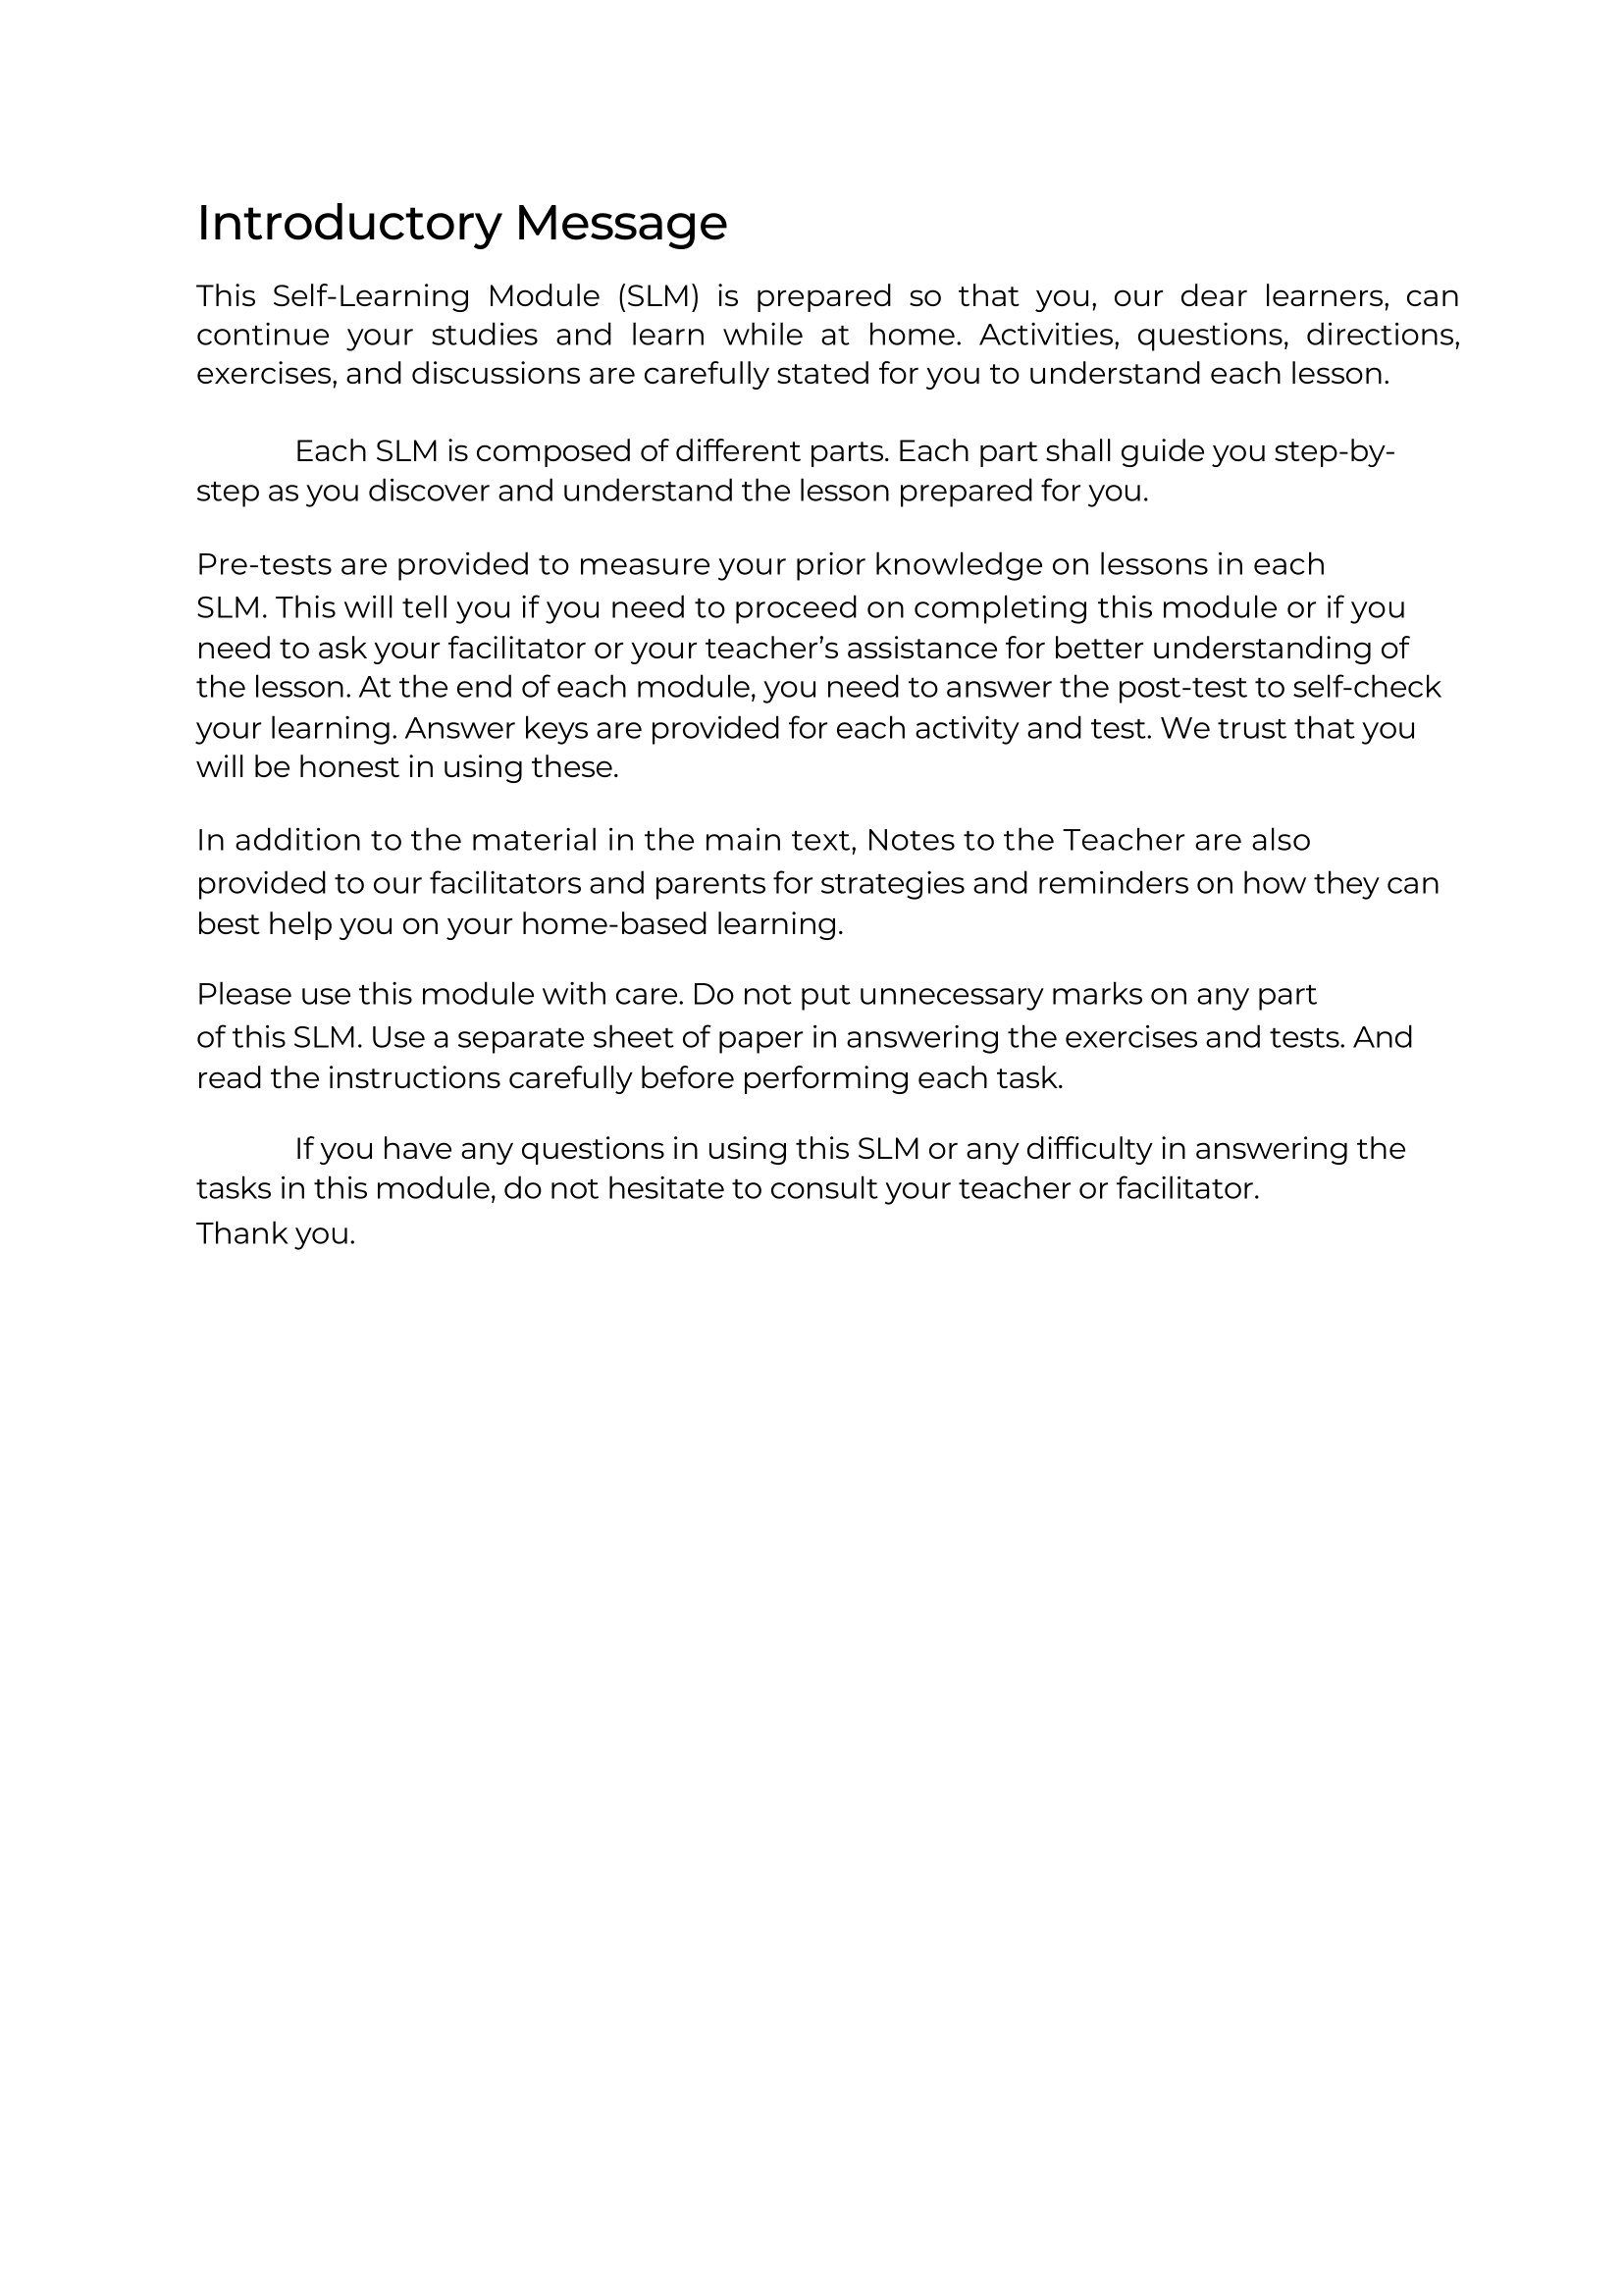 Introductory Message
This Self-Learning Module (SLM) is prepared so that you, our dear learners, can
continue your studies and learn while at home. Activities, questions, directions,
exercises, and discussions are carefully stated for you to understand each lesson.
Each SLM is composed of different parts. Each part shall guide you step-by-
step as you discover and understand the lesson prepared for you.
Pre-tests are provided to measure your prior knowledge on lessons in each
SLM. This will tell you if you need to proceed on completing this module or if you
need to ask your facilitator or your teacher’s assistance for better understanding of
the lesson. At the end of each module, you need to answer the post-test to self-check
your learning. Answer keys are provided for each activity and test. We trust that you
will be honest in using these.
In addition to the material in the main text, Notes to the Teacher are also
provided to our facilitators and parents for strategies and reminders on how they can
best help you on your home-based learning.
Please use this module with care. Do not put unnecessary marks on any part
of this SLM. Use a separate sheet of paper in answering the exercises and tests. And
read the instructions carefully before performing each task.
If you have any questions in using this SLM or any difficulty in answering the
tasks in this module, do not hesitate to consult your teacher or facilitator.
Thank you.